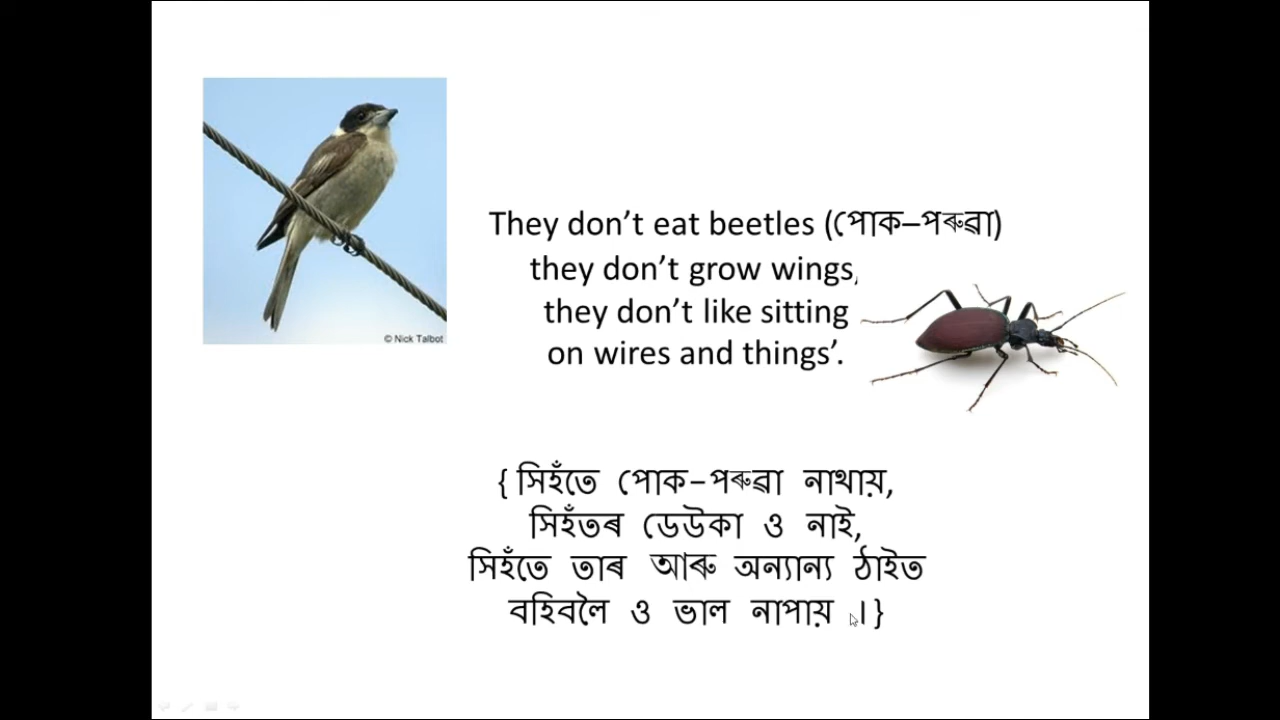 © Nick Talbot
They don’t eat beetles (পোক–পৰুৱা)
they don’t grow wings,
they don’t like sitting
on wires and things’.
{ সিহঁতে পোক–পৰুৱা নাখায়,
সিহঁতৰ ডেউকা ও নাই,
সিহঁতে তাৰ আৰু অন্যান্য ঠাইত
বহিবলৈ ও ভাল নাপায় ।}